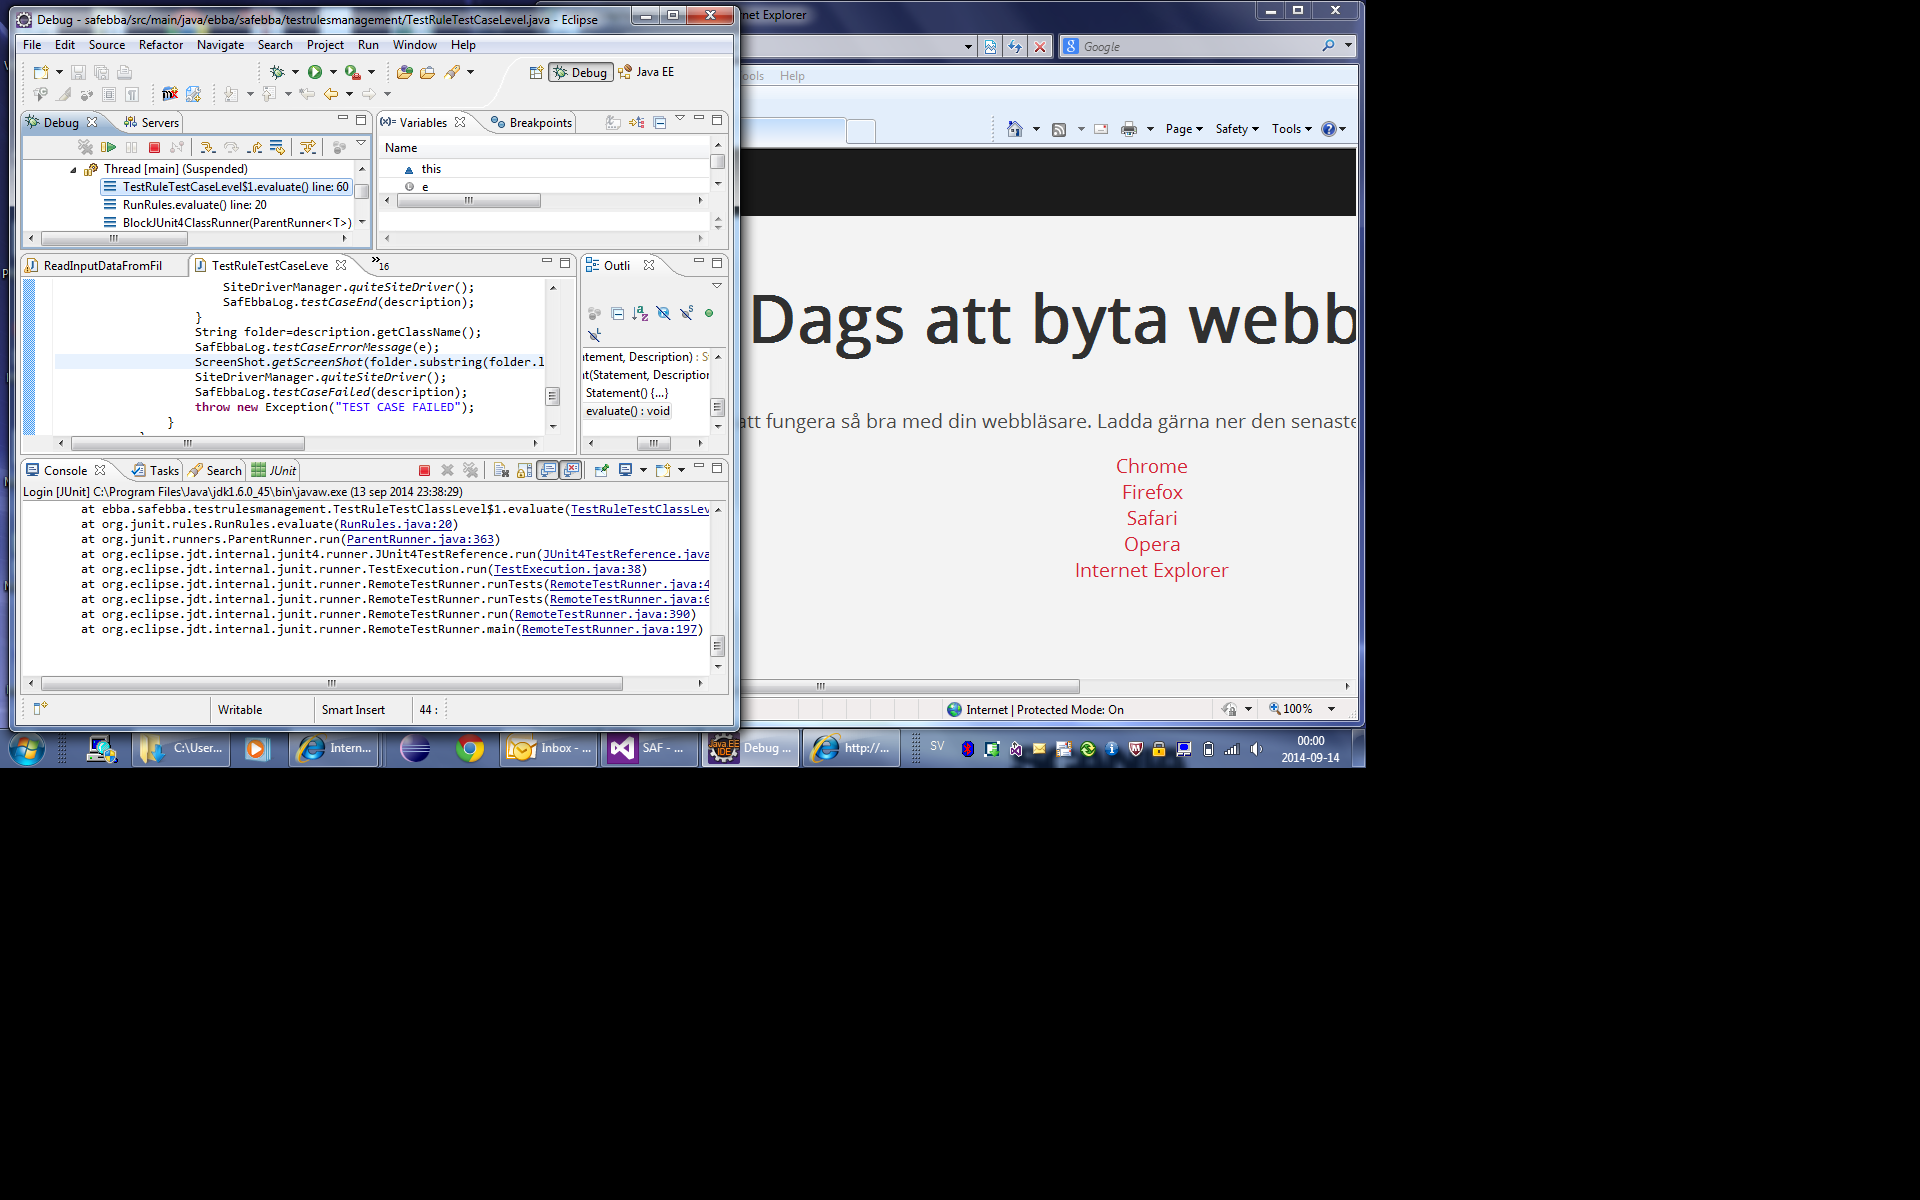 Debug - safebba/src/main/java/ebba/safebba/testrulesmanagement/TestRuleTestCaseLevel.java - Eclipse
File Edit Source Refactor Navigate Search Project Run Window Help
Debug Java EE
Debug Servers
Thread [main] (Suspended)
TestRuleTestCaseLevel$1.evaluate() line: 60
RunRules.evaluate() line: 20
BlockJUnit4ClassRunner(ParentRunner<T>)
(x)= Variables Breakpoints
Name
this
e
ReadInputDataFromFil TestRuleTestCaseLeve »16
SiteDriverManager.quiteSiteDriver();
SafEbbaLog.testCaseEnd(description);
}
String folder=description.getClassName();
SafEbbaLog.testCaseErrorMessage(e);
ScreenShot.getScreenShot(folder.substring(folder.l
SiteDriverManager.quiteSiteDriver();
SafEbbaLog.testCaseFailed(description);
throw new Exception("TEST CASE FAILED");
}
Outli
tement, Description) : S
t(Statement, Description
Statement() {...}
evaluate() : void
Console Tasks Search JUnit
Login [JUnit] C:\Program Files\Java\jdk1.6.0_45\bin\javaw.exe (13 sep 2014 23:38:29)
at ebba.safebba.testrulesmanagement.TestRuleTestClassLevel$1.evaluate(TestRuleTestClassLev
at org.junit.rules.RunRules.evaluate(RunRules.java:20)
at org.junit.runners.ParentRunner.run(ParentRunner.java:363)
at org.eclipse.jdt.internal.junit4.runner.JUnit4TestReference.run(JUnit4TestReference.java
at org.eclipse.jdt.internal.junit.runner.TestExecution.run(TestExecution.java:38)
at org.eclipse.jdt.internal.junit.runner.RemoteTestRunner.runTests(RemoteTestRunner.java:4
at org.eclipse.jdt.internal.junit.runner.RemoteTestRunner.runTests(RemoteTestRunner.java:6
at org.eclipse.jdt.internal.junit.runner.RemoteTestRunner.run(RemoteTestRunner.java:390)
at org.eclipse.jdt.internal.junit.runner.RemoteTestRunner.main(RemoteTestRunner.java:197)
Writable Smart Insert 44 :
net Explorer
Google
ools Help
Page Safety Tools
Dags att byta webb
att fungera så bra med din webbläsare. Ladda gärna ner den senaste
Chrome
Firefox
Safari
Opera
Internet Explorer
Internet | Protected Mode: On 100%
C:\User... Intern... Inbox - ... SAF - ... Debug ... http://... SV 00:00
2014-09-14